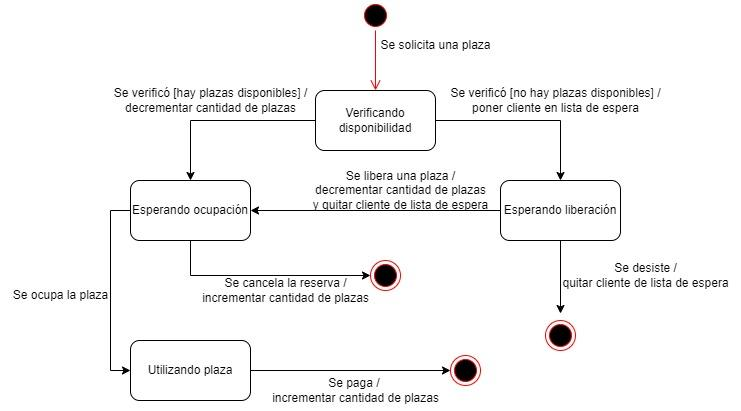 Se solicita una plaza
Se verificó [hay plazas disponibles] /
decrementar cantidad de plazas
Verificando
disponibilidad
Se verificó [no hay plazas disponibles] /
poner cliente en lista de espera
Esperando ocupación
Se libera una plaza /
decrementar cantidad de plazas
y quitar cliente de lista de espera
Esperando liberación
Se cancela la reserva /
incrementar cantidad de plazas
Se desiste /
quitar cliente de lista de espera
Se ocupa la plaza
Utilizando plaza
Se paga /
incrementar cantidad de plazas